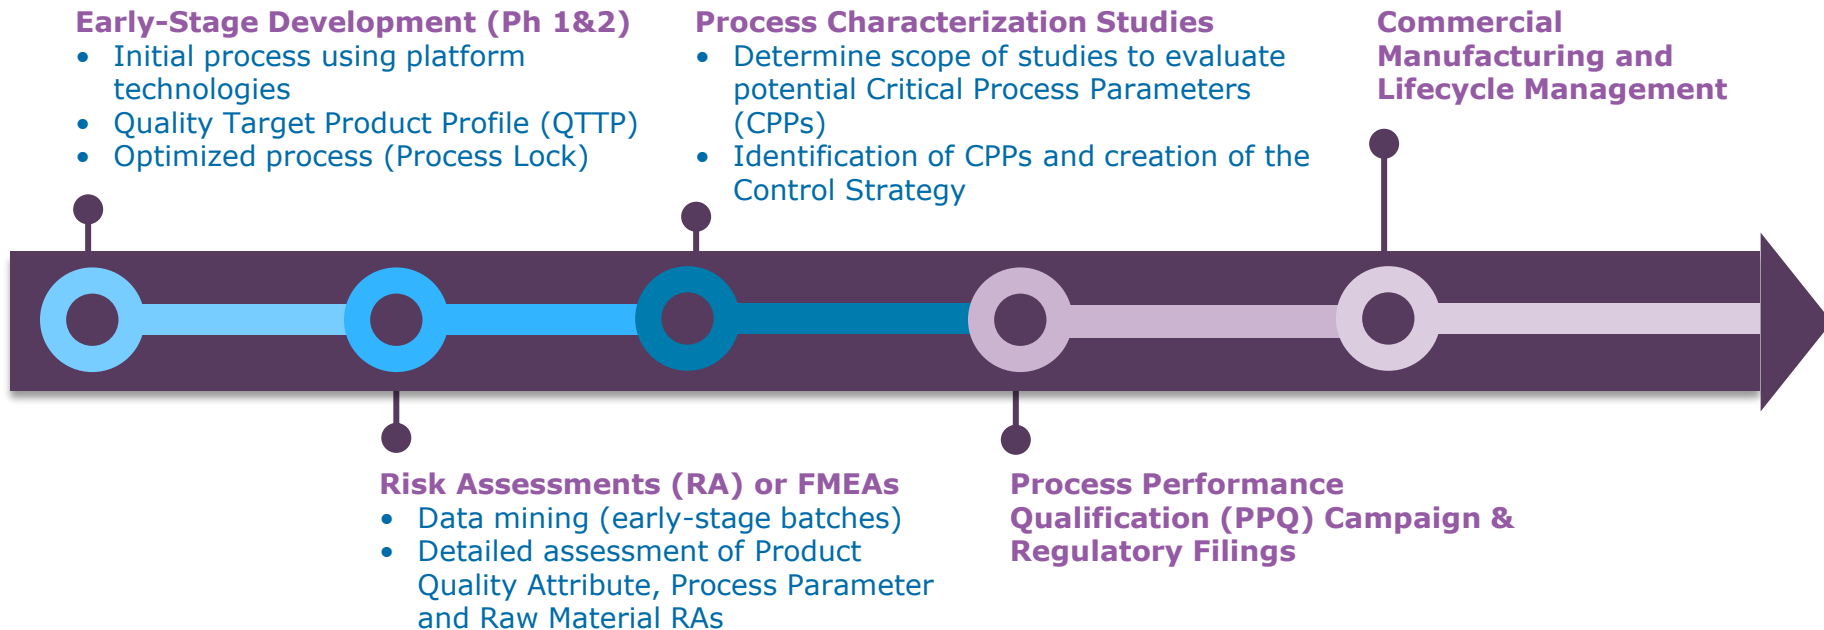 Early-Stage Development (Ph 1&2)
• Initial process using platform
technologies
• Quality Target Product Profile (QTTP)
• Optimized process (Process Lock)
Process Characterization Studies
• Determine scope of studies to evaluate
potential Critical Process Parameters
(CPPs)
• Identification of CPPs and creation of the
Control Strategy
Commercial
Manufacturing and
Lifecycle Management
Risk Assessments (RA) or FMEAs
• Data mining (early-stage batches)
• Detailed assessment of Product
Quality Attribute, Process Parameter
and Raw Material RAs
Process Performance
Qualification (PPQ) Campaign &
Regulatory Filings